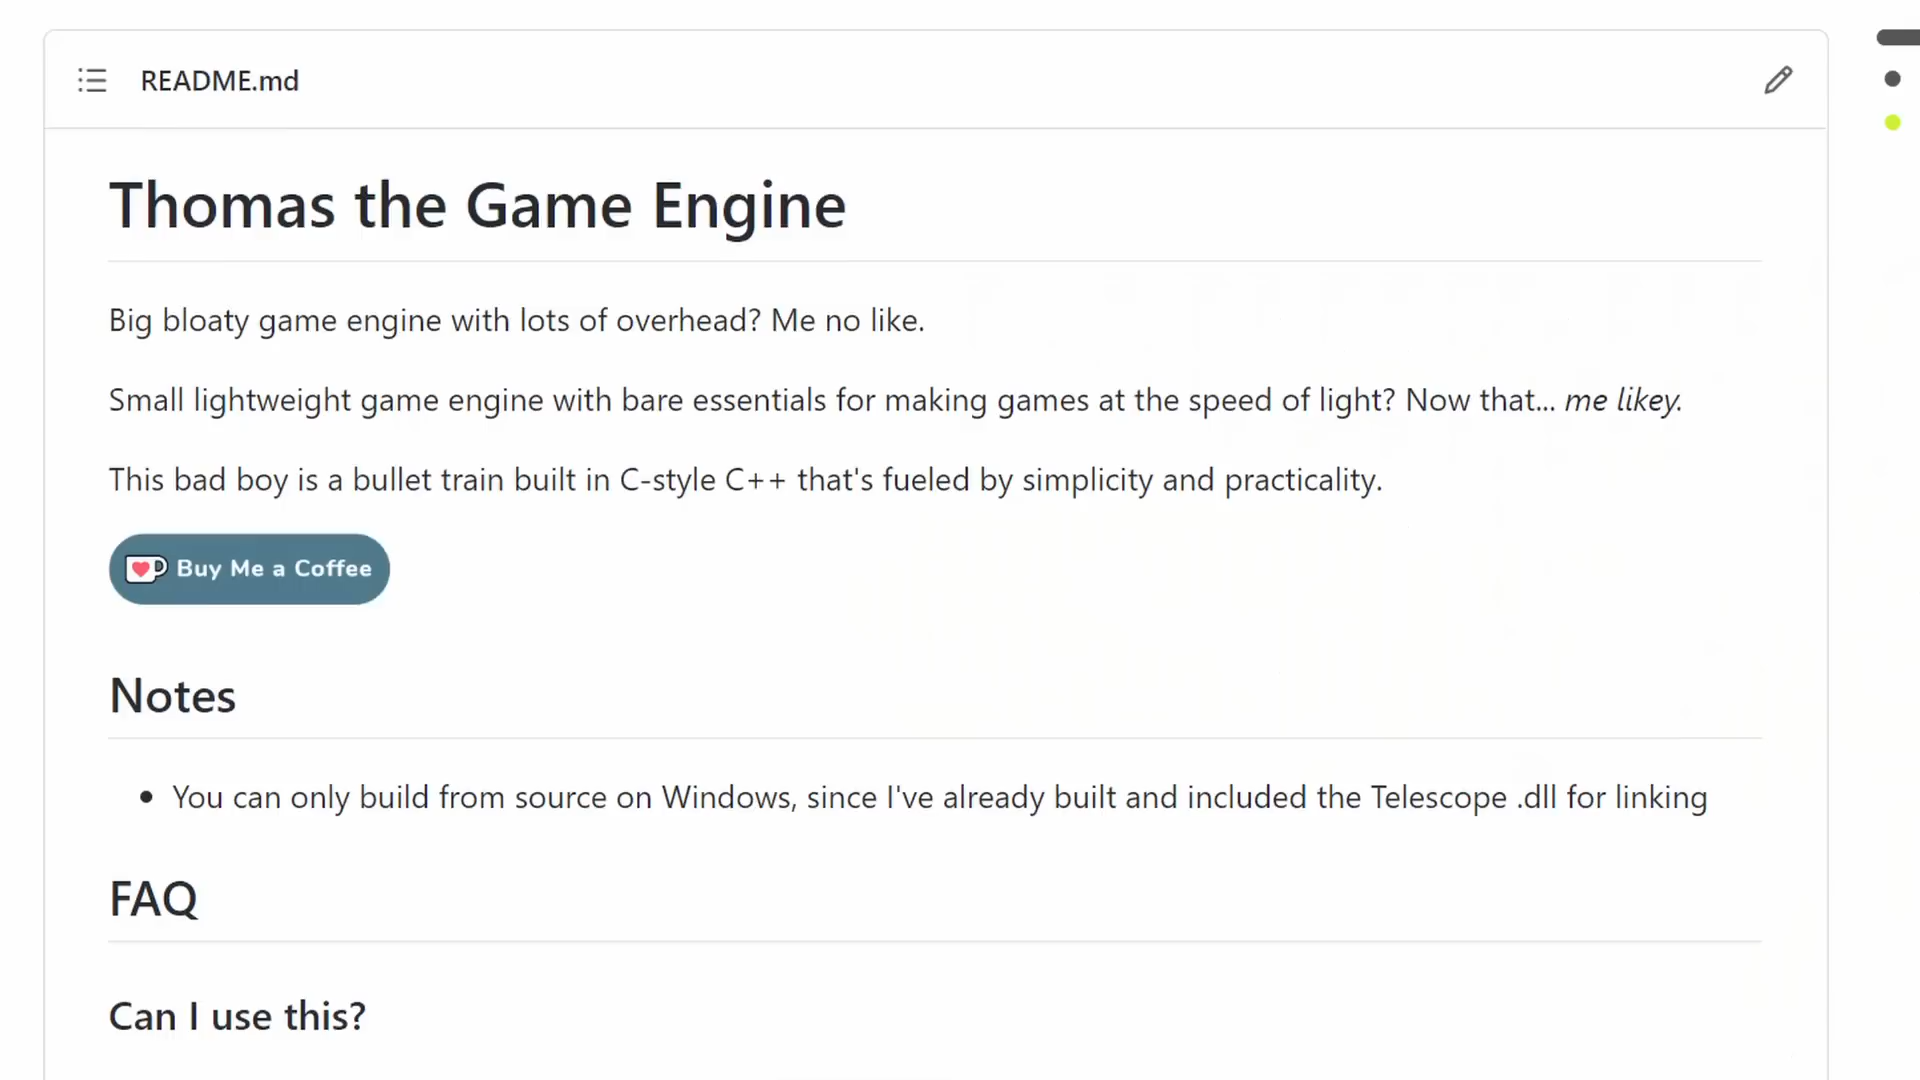 README.md
Thomas the Game Engine
Big bloaty game engine with lots of overhead? Me no like.
Small lightweight game engine with bare essentials for making games at the speed of light? Now that... me likey.
This bad boy is a bullet train built in C-style C++ that's fueled by simplicity and practicality.
Buy Me a Coffee
Notes
• You can only build from source on Windows, since I've already built and included the Telescope .dll for linking
FAQ
Can I use this?